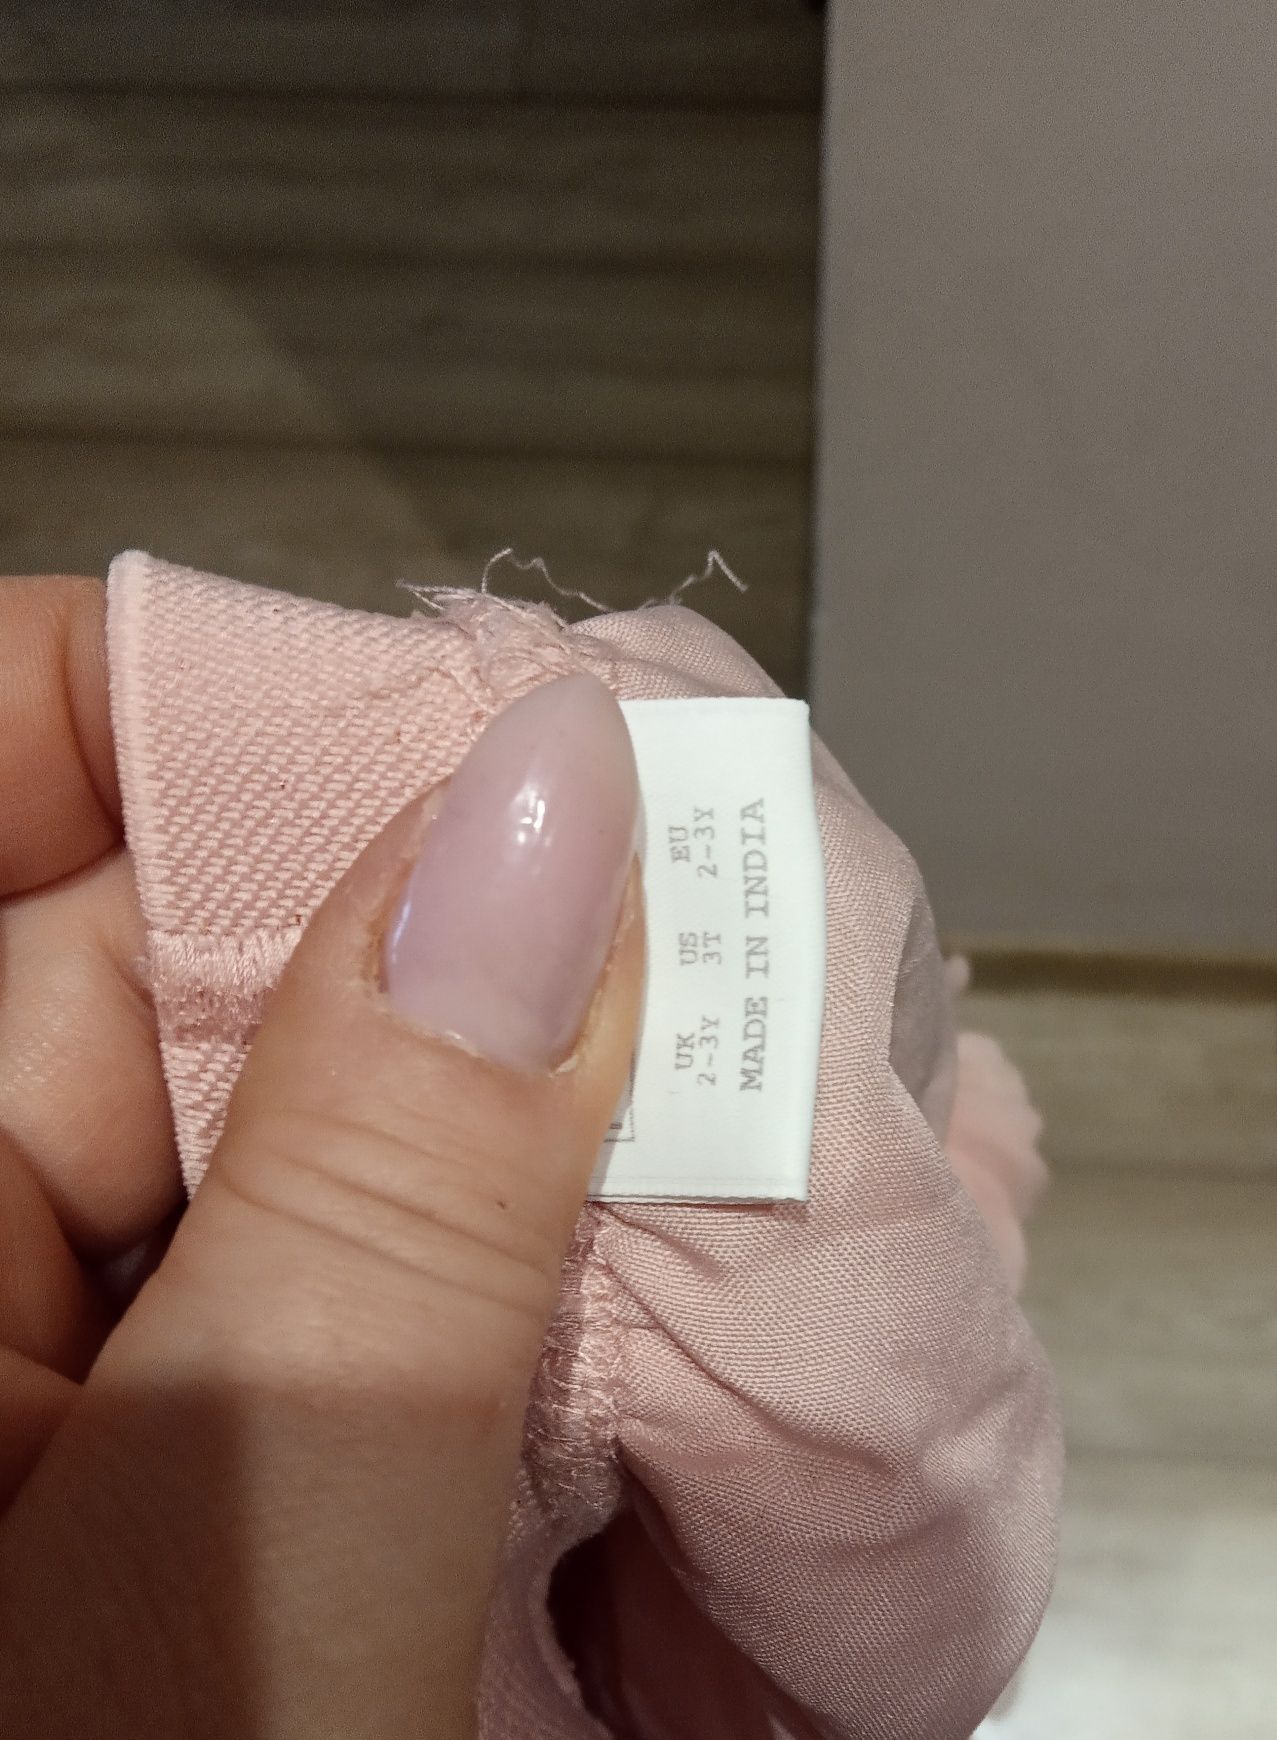 UK US EU
2-3Y 3T 2-3Y
MADE IN INDIA